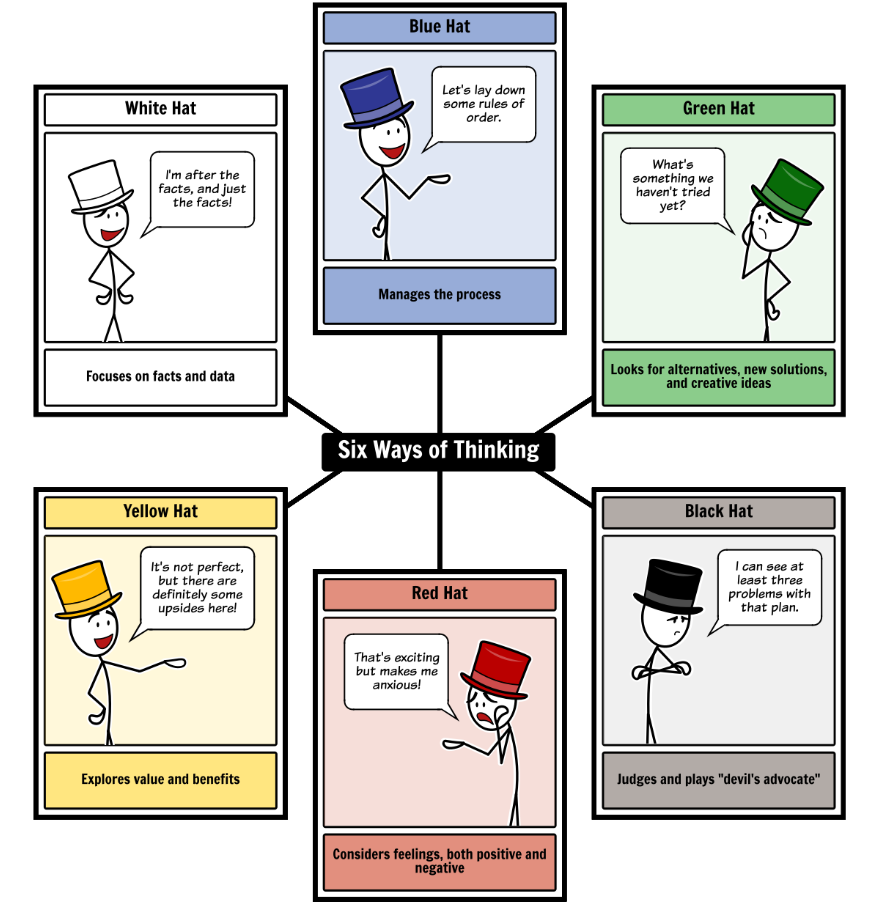 Blue Hat
Let's lay down
some rules of
order.
Manages the process
White Hat
I'm after the
facts, and just
the facts!
Focuses on facts and data
Green Hat
What's
something we
haven't tried
yet?
Looks for alternatives, new solutions,
and creative ideas
Six Ways of Thinking
Yellow Hat
It's not perfect,
but there are
definitely some
upsides here!
Explores value and benefits
Red Hat
That's exciting
but makes me
anxious!
Considers feelings, both positive and
negative
Black Hat
I can see at
least three
problems with
that plan.
Judges and plays "devil's advocate"